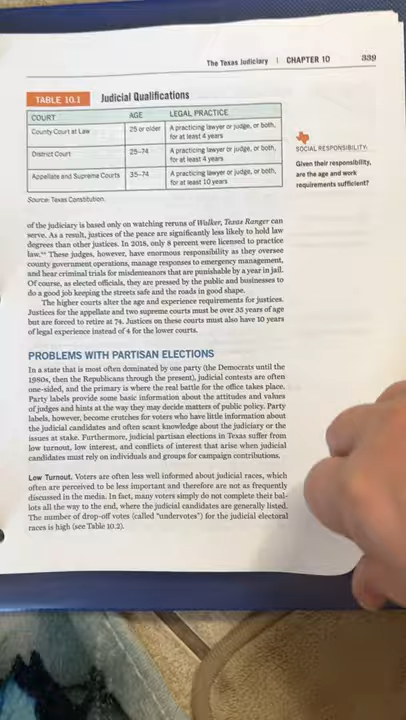 The Texas Judiciary | CHAPTER 10 339
TABLE 10.1 Judicial Qualifications
COURT AGE LEGAL PRACTICE
County Court at Law 25 or older A practicing lawyer or judge, or both,
for at least 4 years
District Court 25–74 A practicing lawyer or judge, or both,
for at least 4 years
Appellate and Supreme Courts 35–74 A practicing lawyer or judge, or both,
for at least 10 years
Source: Texas Constitution.
SOCIAL RESPONSIBILITY:
Given their responsibility,
are the age and work
requirements sufficient?
of the judiciary is based only on watching reruns of Walker, Texas Ranger can
serve. As a result, justices of the peace are significantly less likely to hold law
degrees than other justices. In 2018, only 8 percent were licensed to practice
law. These judges, however, have enormous responsibility as they oversee
county government operations, manage responses to emergency management,
and hear criminal trials for misdemeanors that are punishable by a year in jail.
Of course, as elected officials, they are pressed by the public and businesses to
do a good job keeping the streets safe and the roads in good shape.
The higher courts alter the age and experience requirements for justices.
Justices for the appellate and two supreme courts must be over 35 years of age
but are forced to retire at 74. Justices on these courts must also have 10 years
of legal experience instead of 4 for the lower courts.
PROBLEMS WITH PARTISAN ELECTIONS
In a state that is most often dominated by one party (the Democrats until the
1980s, then the Republicans through the present), judicial contests are often
one-sided, and the primary is where the real battle for the office takes place.
Party labels provide some basic information about the attitudes and values
of judges and hints at the way they may decide matters of public policy. Party
labels, however, become crutches for voters who have little information about
the judicial candidates and often scant knowledge about the judiciary or the
issues at stake. Furthermore, judicial partisan elections in Texas suffer from
low turnout, low interest, and conflicts of interest that arise when judicial
candidates must rely on individuals and groups for campaign contributions.
Low Turnout. Voters are often less well informed about judicial races, which
often are perceived to be less important and therefore are not as frequently
discussed in the media. In fact, many voters simply do not complete their bal-
lots all the way to the end, where the judicial candidates are generally listed.
The number of drop-off votes (called "undervotes") for the judicial electoral
races is high (see Table 10.2).